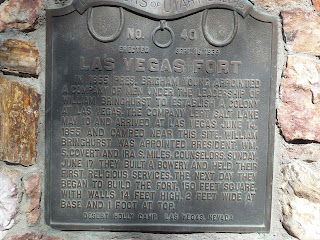 RS OF
NO. 40
ERECTED SEPT.
LAS VEGAS FORT
IN 1855 PRES. BRIGHAM YOUNG APPOINTED
A COMPANY OF MEN UNDER THE LEADERSHIP OF
WILLIAM BRINGHURST TO ESTABLISH A COLONY
AT LAS VEGAS. THE COMPANY LEFT SALT LAKE
MAY 10 AND ARRIVED AT LAS VEGAS JUNE 14,
1855 AND CAMPED NEAR THIS SITE. WILLIAM
BRINGHURST WAS APPOINTED PRESIDENT, WM.
S. COVERT AND IRA S. MILES, COUNSELORS. SUNDAY
JUNE 17 THEY BUILT A BOWERY AND HELD THEIR
FIRST RELIGIOUS SERVICES. THE NEXT DAY THEY
BEGAN TO BUILD THE FORT, 150 FEET SQUARE,
WITH WALLS 14 FEET HIGH, 2 FEET WIDE AT
BASE AND 1 FOOT AT TOP.
DESERT HOLLY CAMP LAS VEGAS, NEVADA